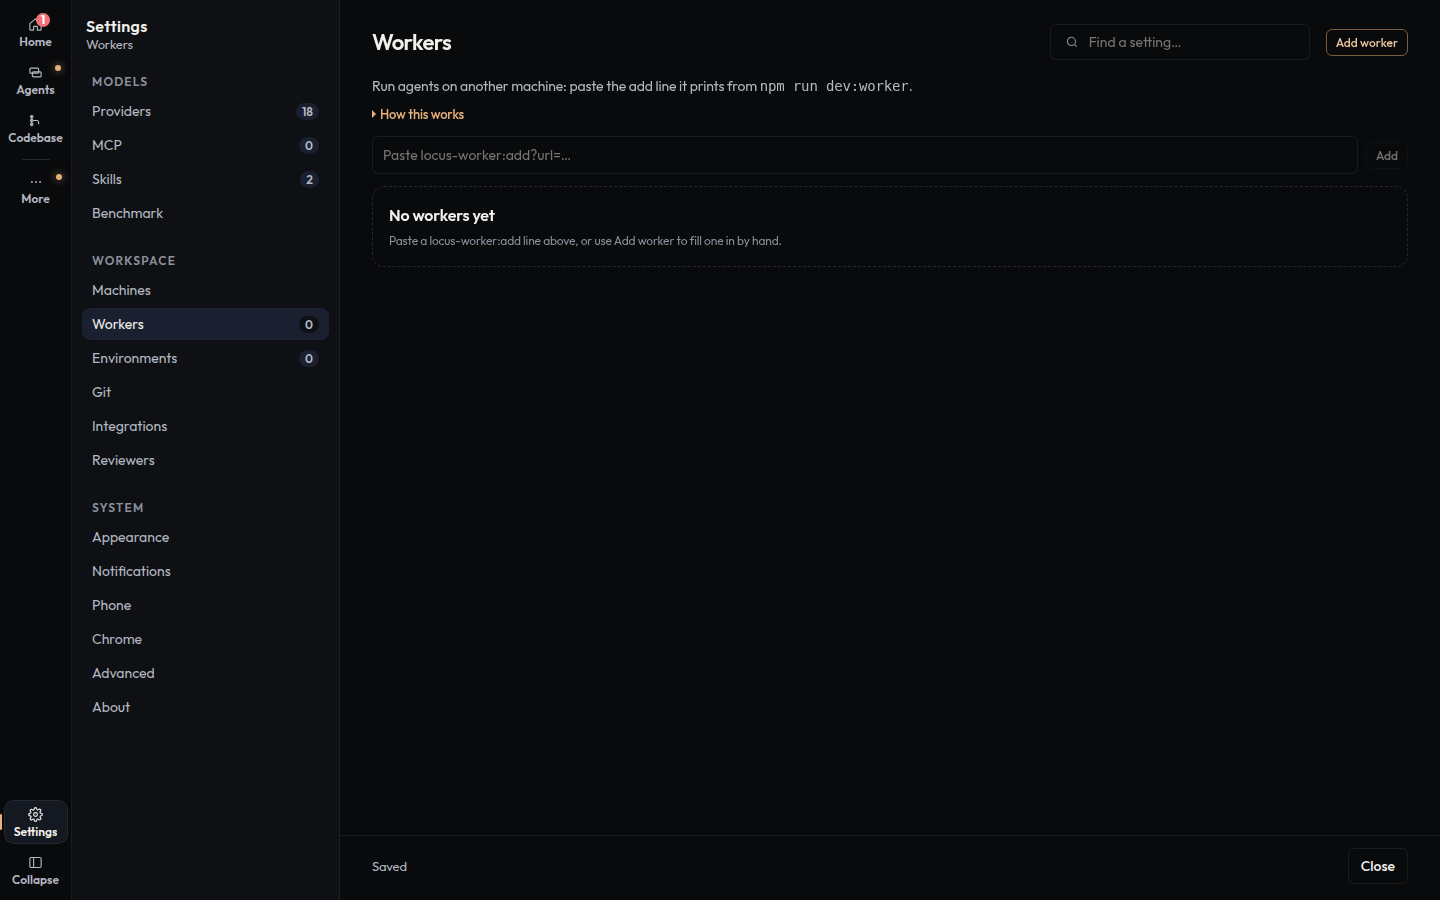 1
Home
Agents
Codebase
...
More
Settings
Collapse
Settings
Workers
MODELS
Providers 18
MCP 0
Skills 2
Benchmark
WORKSPACE
Machines
Workers 0
Environments 0
Git
Integrations
Reviewers
SYSTEM
Appearance
Notifications
Phone
Chrome
Advanced
About
Workers
Find a setting...
Add worker
Run agents on another machine: paste the add line it prints from npm run dev:worker.
How this works
Paste locus-worker:add?url=...
Add
No workers yet
Paste a locus-worker:add line above, or use Add worker to fill one in by hand.
Saved
Close